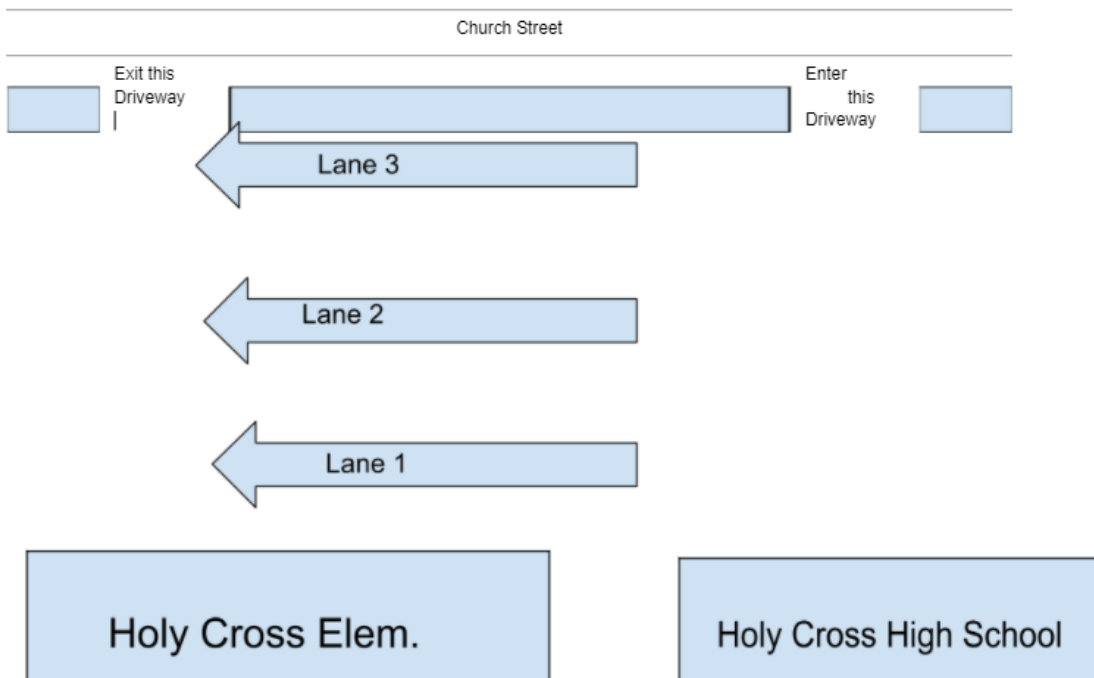 Church Street
Exit this
Driveway
Enter
this
Driveway
Lane 3
Lane 2
Lane 1
Holy Cross Elem.
Holy Cross High School